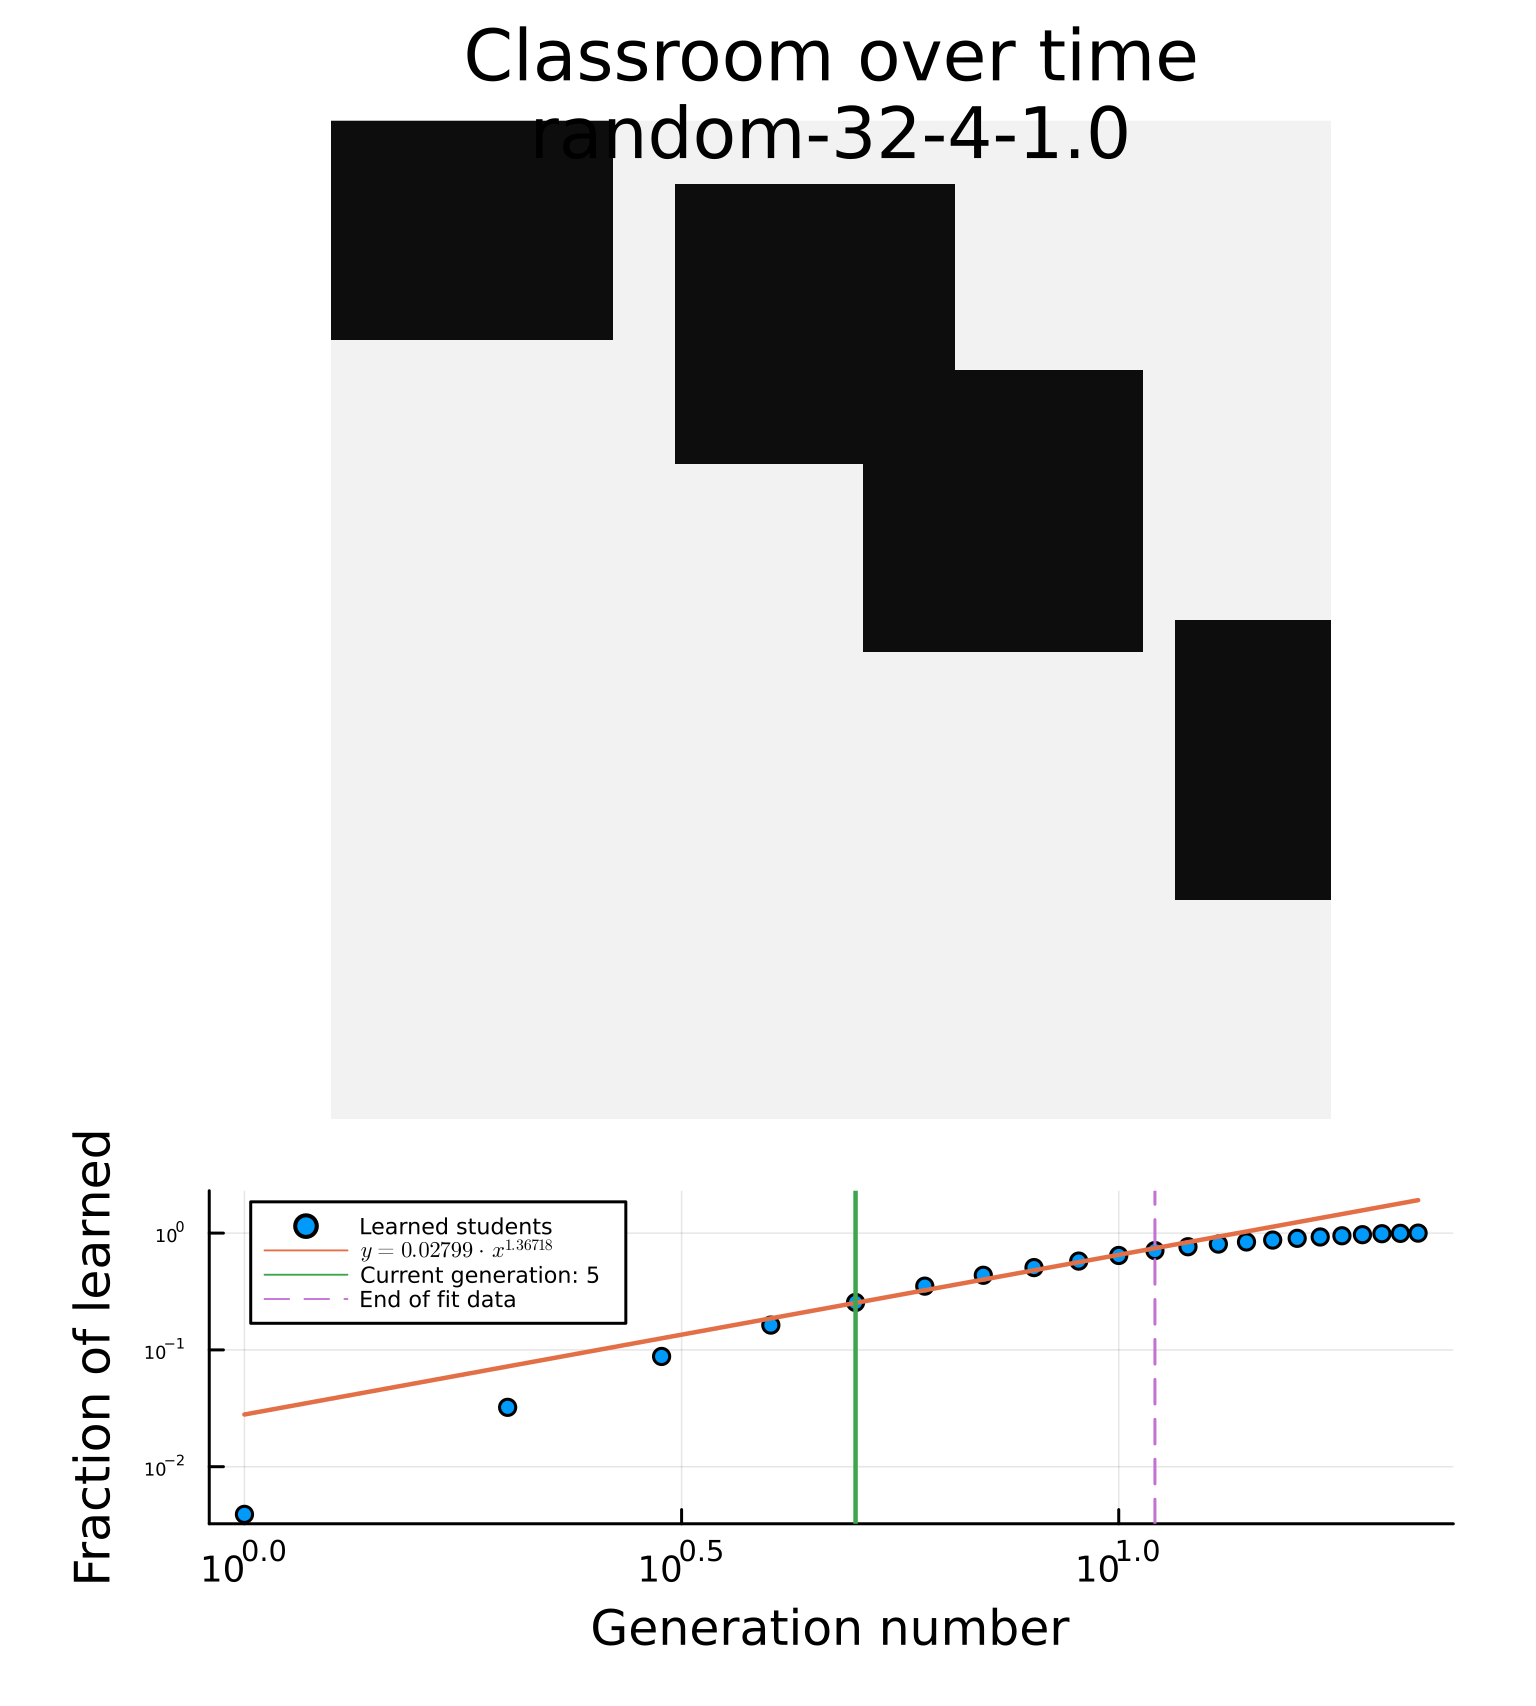 Classroom over time
random-32-4-1.0
Fraction of learned
10^0
10^−1
10^−2
Learned students
y = 0.02799 · x^1.36718
Current generation: 5
End of fit data
10^0.0
10^0.5
10^1.0
Generation number